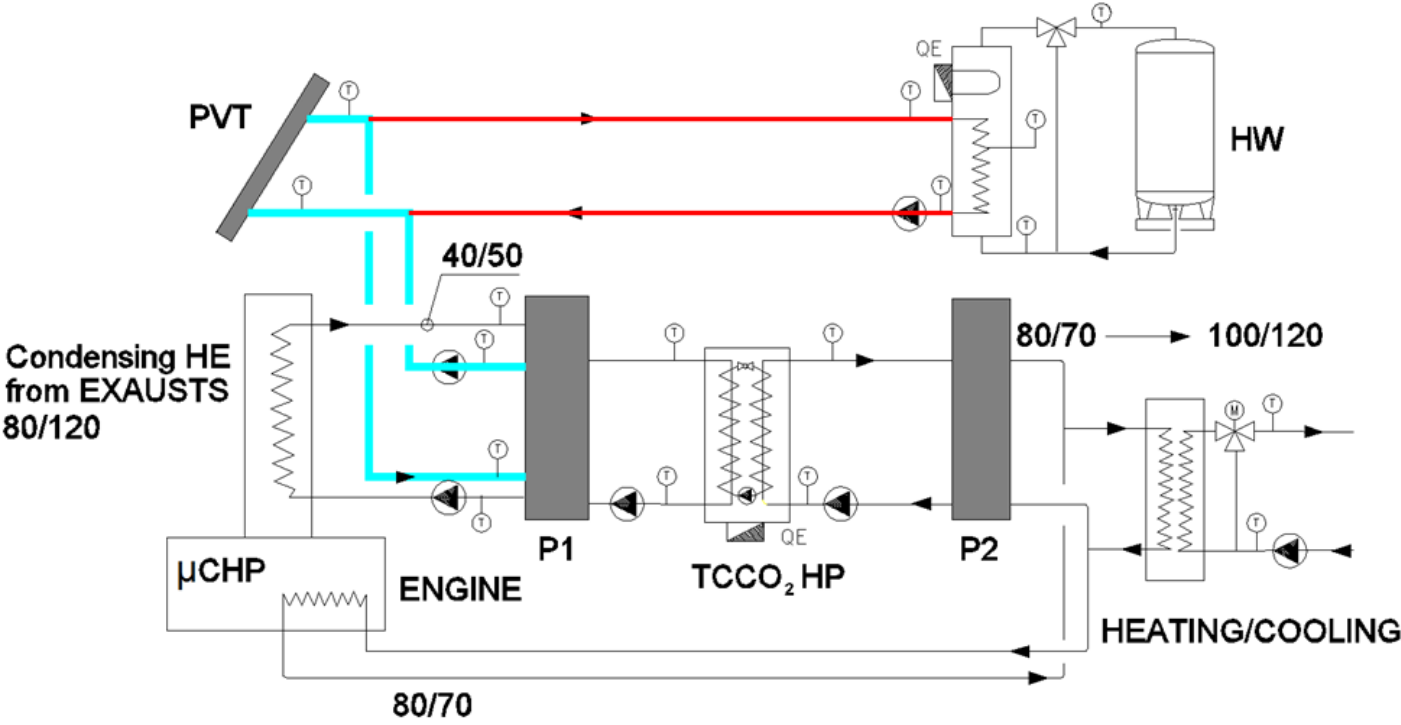 T
T
QE
PVT
T
T
HW
T
T
T
40/50
T
Condensing HE
from EXAUSTS
80/120
T
T
T
80/70
100/120
M
T
T
T
T
T
T
QE
P1
P2
TCCO₂ HP
µCHP
ENGINE
HEATING/COOLING
80/70